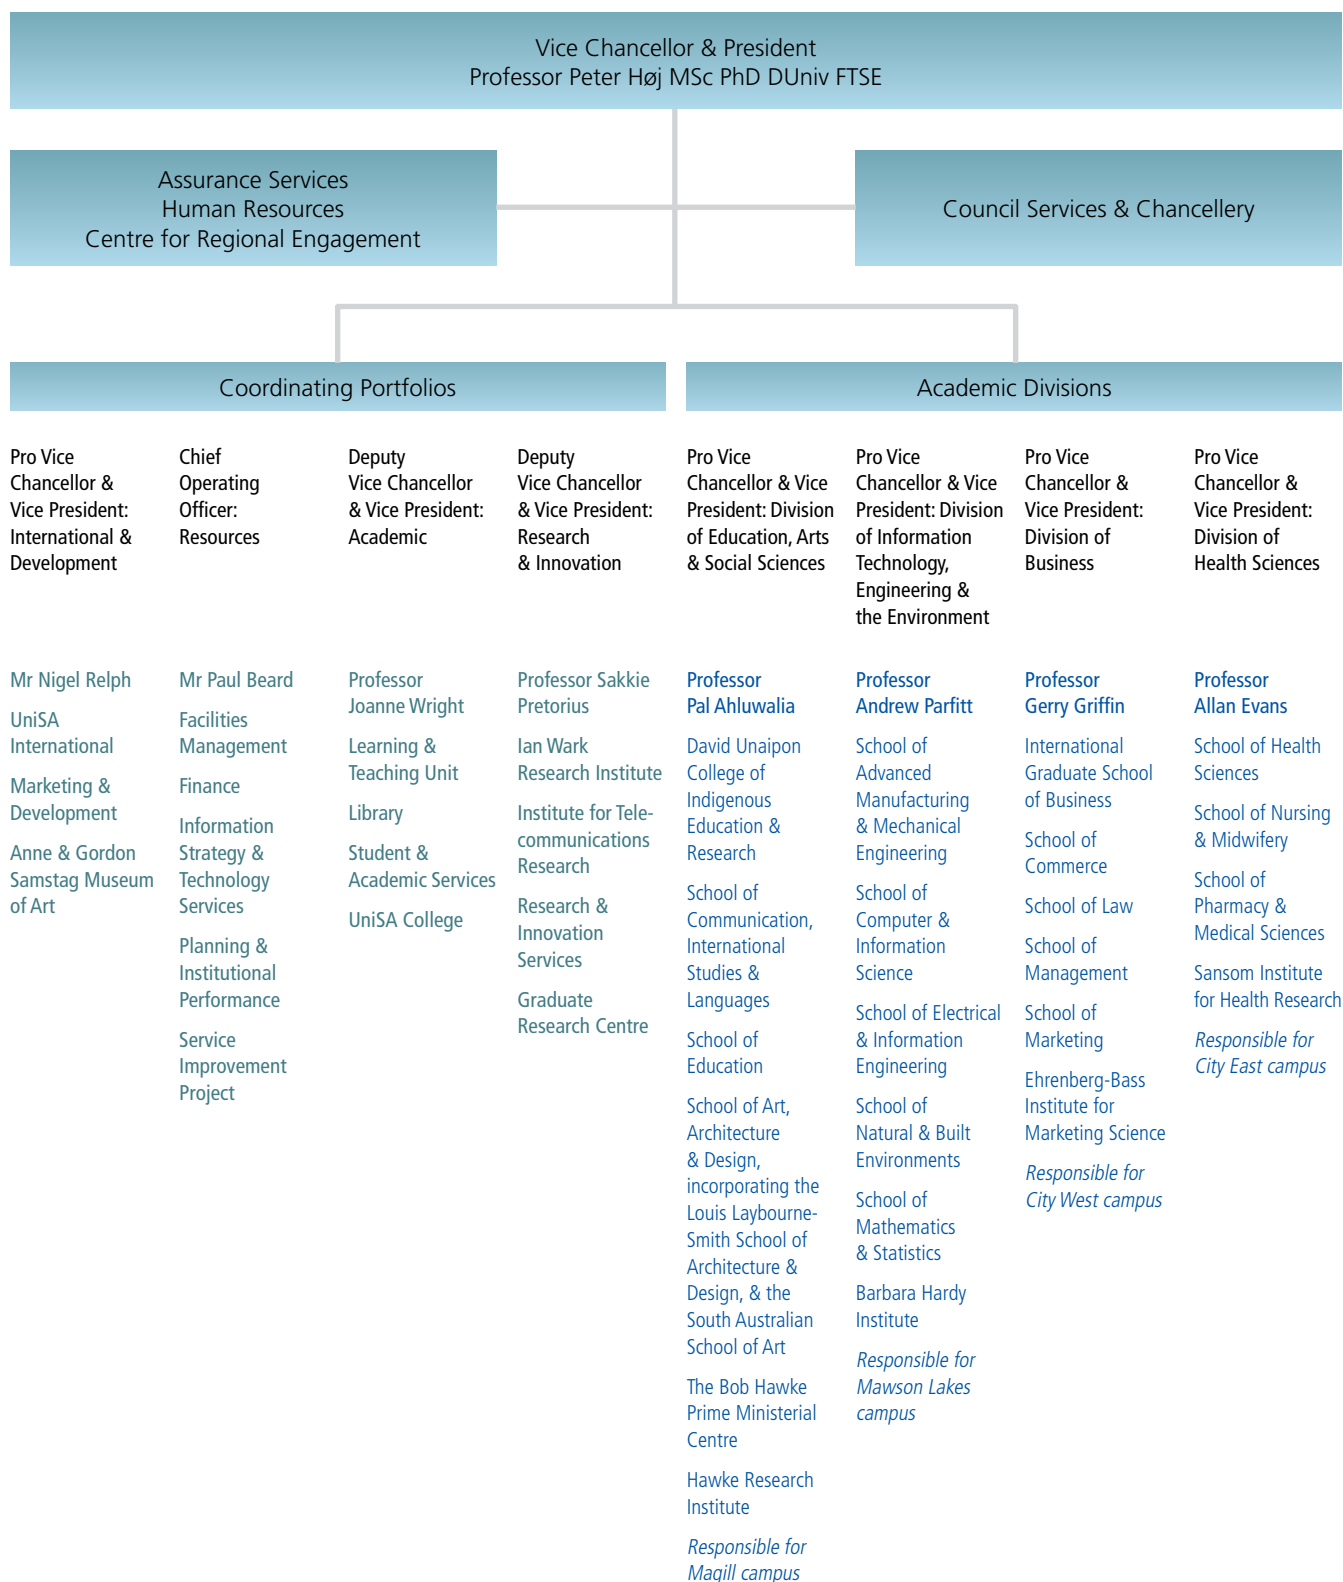 Vice Chancellor & President
Professor Peter Høj MSc PhD DUniv FTSE
Assurance Services
Human Resources
Centre for Regional Engagement
Council Services & Chancellery
Coordinating Portfolios
Academic Divisions
Pro Vice
Chancellor &
Vice President:
International &
Development
Mr Nigel Relph
UniSA
International
Marketing &
Development
Anne & Gordon
Samstag Museum
of Art
Chief
Operating
Officer:
Resources
Mr Paul Beard
Facilities
Management
Finance
Information
Strategy &
Technology
Services
Planning &
Institutional
Performance
Service
Improvement
Project
Deputy
Vice Chancellor
& Vice President:
Academic
Professor
Joanne Wright
Learning &
Teaching Unit
Library
Student &
Academic Services
UniSA College
Deputy
Vice Chancellor
& Vice President:
Research
& Innovation
Professor Sakkie
Pretorius
Ian Wark
Research Institute
Institute for Tele-
communications
Research
Research &
Innovation
Services
Graduate
Research Centre
Pro Vice
Chancellor & Vice
President: Division
of Education, Arts
& Social Sciences
Professor
Pal Ahluwalia
David Unaipon
College of
Indigenous
Education &
Research
School of
Communication,
International
Studies &
Languages
School of
Education
School of Art,
Architecture
& Design,
incorporating the
Louis Laybourne-
Smith School of
Architecture &
Design, & the
South Australian
School of Art
The Bob Hawke
Prime Ministerial
Centre
Hawke Research
Institute
Responsible for
Magill campus
Pro Vice
Chancellor & Vice
President: Division
of Information
Technology,
Engineering &
the Environment
Professor
Andrew Parfitt
School of
Advanced
Manufacturing
& Mechanical
Engineering
School of
Computer &
Information
Science
School of Electrical
& Information
Engineering
School of
Natural & Built
Environments
School of
Mathematics
& Statistics
Barbara Hardy
Institute
Responsible for
Mawson Lakes
campus
Pro Vice
Chancellor &
Vice President:
Division of
Business
Professor
Gerry Griffin
International
Graduate School
of Business
School of
Commerce
School of Law
School of
Management
School of
Marketing
Ehrenberg-Bass
Institute for
Marketing Science
Responsible for
City West campus
Pro Vice
Chancellor &
Vice President:
Division of
Health Sciences
Professor
Allan Evans
School of Health
Sciences
School of Nursing
& Midwifery
School of
Pharmacy &
Medical Sciences
Sansom Institute
for Health Research
Responsible for
City East campus